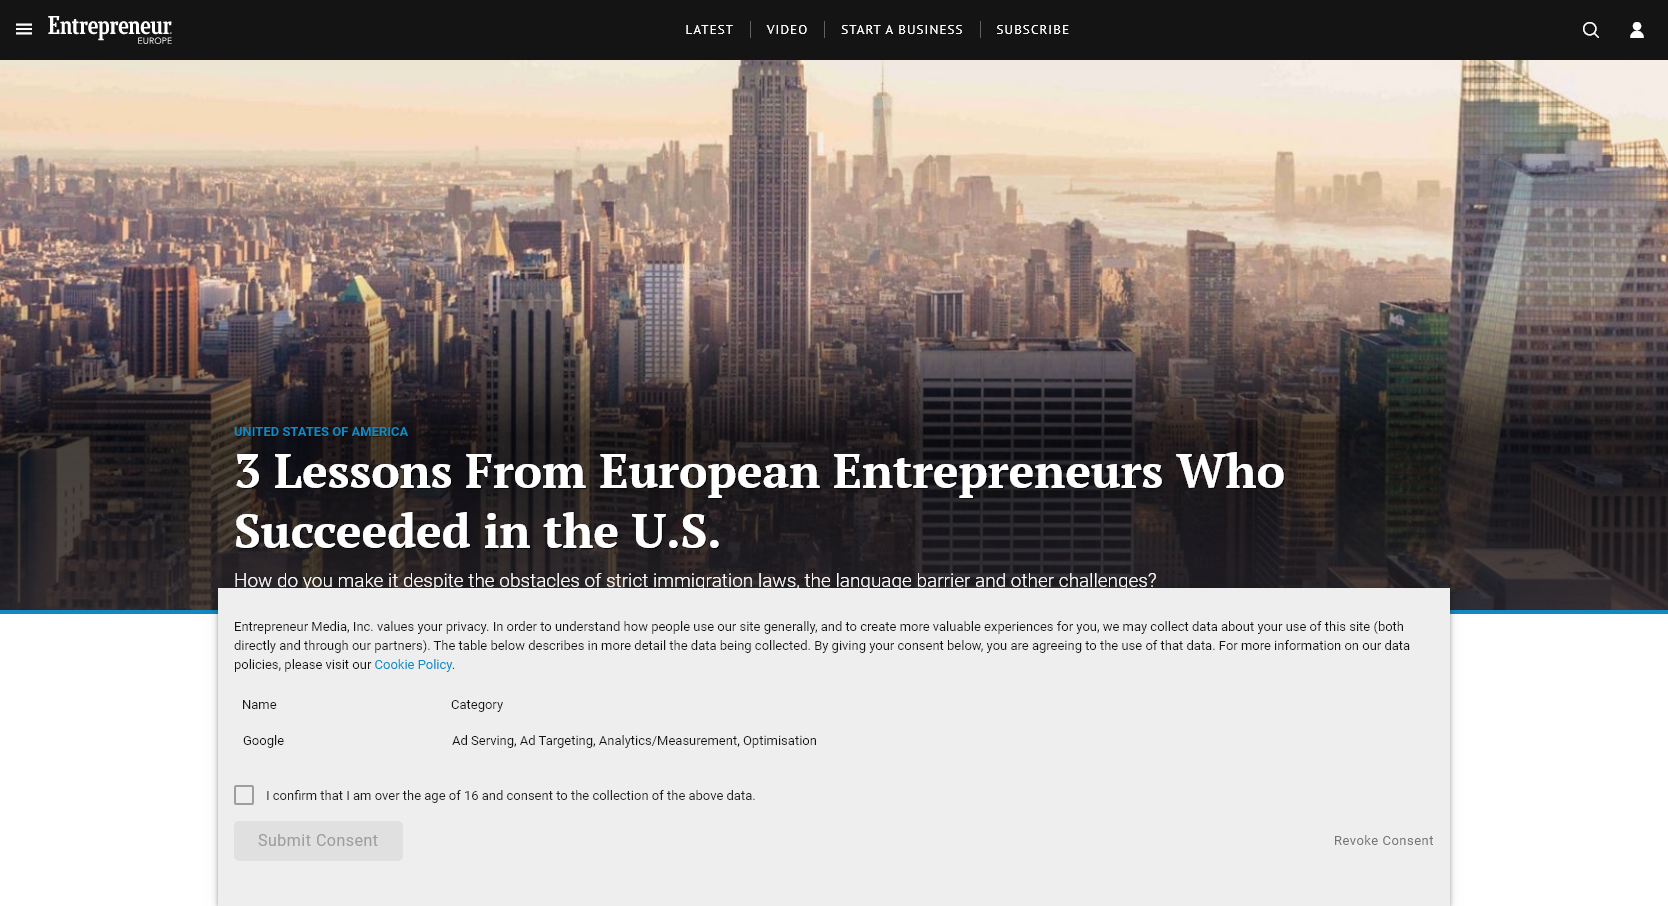 Entrepreneur
EUROPE
LATEST
VIDEO
START A BUSINESS
SUBSCRIBE
UNITED STATES OF AMERICA
3 Lessons From European Entrepreneurs Who
Succeeded in the U.S.
How do you make it despite the obstacles of strict immigration laws, the language barrier and other challenges?
Entrepreneur Media, Inc. values your privacy. In order to understand how people use our site generally, and to create more valuable experiences for you, we may collect data about your use of this site (both
directly and through our partners). The table below describes in more detail the data being collected. By giving your consent below, you are agreeing to the use of that data. For more information on our data
policies, please visit our Cookie Policy.
Name Category
Google Ad Serving, Ad Targeting, Analytics/Measurement, Optimisation
I confirm that I am over the age of 16 and consent to the collection of the above data.
Submit Consent
Revoke Consent